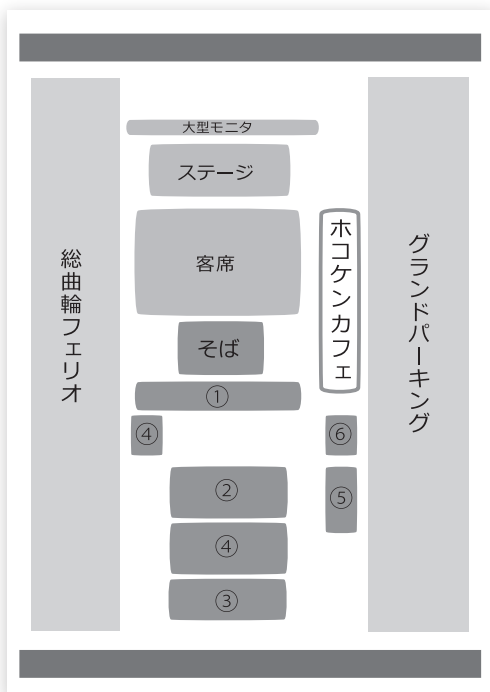 大型モニタ
ステージ
客席
ホコケンカフェ
総曲輪フェリオ
グランドパーキング
そば
①
④
⑥
②
⑤
④
③